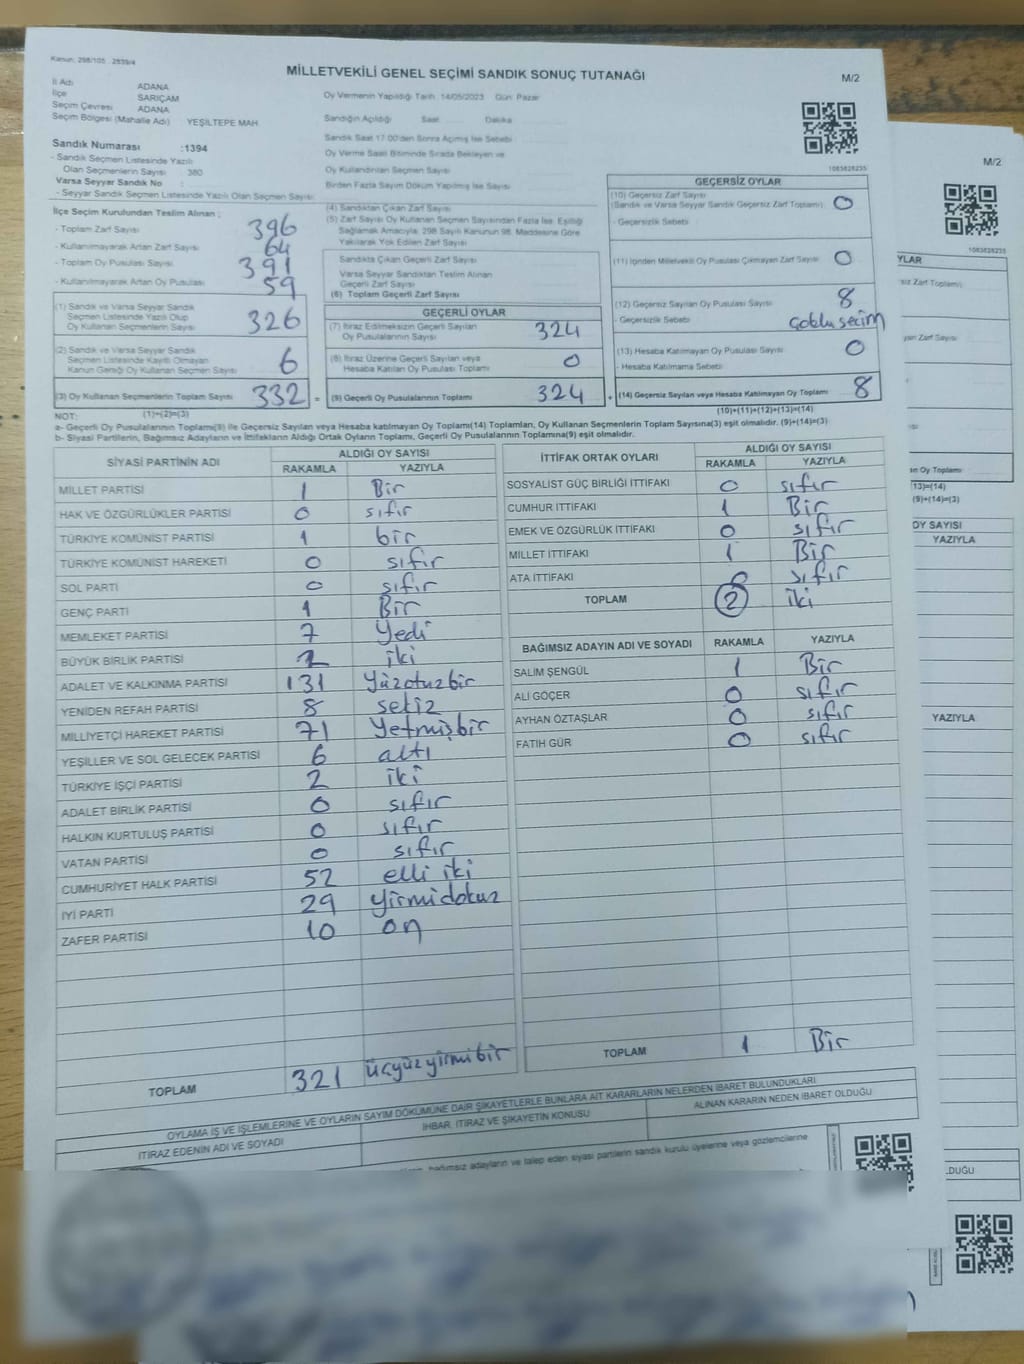 Kanun: 298/105 . 2839/4
MİLLETVEKİLİ GENEL SEÇİMİ SANDIK SONUÇ TUTANAĞI
M/2
İl Adı ADANA
İlçe SARIÇAM
Seçim Çevresi ADANA
Seçim Bölgesi (Mahalle Adı) YEŞİLTEPE MAH
Oy Vermenin Yapıldığı Tarih: 14/05/2023 Gün: Pazar
Sandığın Açıldığı Saat Dakika
Sandık Saat 17:00'den Sonra Açılmış İse Sebebi
Oy Verme Saati Bitiminde Sırada Bekleyen ve
Oy Kullandırılan Seçmen Sayısı
Birden Fazla Sayım Döküm Yapılmış İse Sayısı
Sandık Numarası :1394
- Sandık Seçmen Listesinde Yazılı
Olan Seçmenlerin Sayısı 380
Varsa Seyyar Sandık No
- Seyyar Sandık Seçmen Listesinde Yazılı Olan Seçmen Sayısı:
1083828235
İlçe Seçim Kurulundan Teslim Alınan ;
- Toplam Zarf Sayısı 396
- Kullanılmayarak Artan Zarf Sayısı 64
- Toplam Oy Pusulası Sayısı 391
- Kullanılmayarak Artan Oy Pusulası 59
(1) Sandık ve Varsa Seyyar Sandık
Seçmen Listesinde Yazılı Olup
Oy Kullanan Seçmenlerin Sayısı 326
(2) Sandık ve Varsa Seyyar Sandık
Seçmen Listesinde Kayıtlı Olmayan
Kanun Gereği Oy Kullanan Seçmen Sayısı 6
(3) Oy Kullanan Seçmenlerin Toplam Sayısı 332 =
(1)+(2)=(3)
(4) Sandıktan Çıkan Zarf Sayısı
(5) Zarf Sayısı Oy Kullanan Seçmen Sayısından Fazla İse, Eşitliği
Sağlamak Amacıyla, 298 Sayılı Kanunun 98. Maddesine Göre
Yakılarak Yok Edilen Zarf Sayısı
Sandıkta Çıkan Geçerli Zarf Sayısı
Varsa Seyyar Sandıktan Teslim Alınan
Geçerli Zarf Sayısı
(6) Toplam Geçerli Zarf Sayısı
GEÇERLİ OYLAR
(7) İtiraz Edilmeksizin Geçerli Sayılan
Oy Pusulalarının Sayısı 324
(8) İtiraz Üzerine Geçerli Sayılan veya
Hesaba Katılan Oy Pusulası Toplamı 0
(9) Geçerli Oy Pusulalarının Toplamı 324 +
GEÇERSİZ OYLAR
(10) Geçersiz Zarf Sayısı
(Sandık ve Varsa Seyyar Sandık Geçersiz Zarf Toplamı) 0
- Geçersizlik Sebebi
(11) İçinden Milletvekili Oy Pusulası Çıkmayan Zarf Sayısı 0
(12) Geçersiz Sayılan Oy Pusulası Sayısı 8
- Geçersizlik Sebebi Çoklu seçim
(13) Hesaba Katılmayan Oy Pusulası Sayısı 0
- Hesaba Katılmama Sebebi
(14) Geçersiz Sayılan veya Hesaba Katılmayan Oy Toplamı 8
(10)+(11)+(12)+(13)=(14)
NOT:
a- Geçerli Oy Pusulalarının Toplamı(9) ile Geçersiz Sayılan veya Hesaba katılmayan Oy Toplamı(14) Toplamları, Oy Kullanan Seçmenlerin Toplam Sayısına(3) eşit olmalıdır. (9)+(14)=(3)
b- Siyasi Partilerin, Bağımsız Adayların ve İttifakların Aldığı Ortak Oyların Toplamı, Geçerli Oy Pusulalarının Toplamına(9) eşit olmalıdır.
SİYASİ PARTİNİN ADI ALDIĞI OY SAYISI
RAKAMLA YAZIYLA
MİLLET PARTİSİ 1 Bir
HAK VE ÖZGÜRLÜKLER PARTİSİ 0 sıfır
TÜRKİYE KOMÜNİST PARTİSİ 1 bir
TÜRKİYE KOMÜNİST HAREKETİ 0 sıfır
SOL PARTİ 0 sıfır
GENÇ PARTİ 1 Bir
MEMLEKET PARTİSİ 7 Yedi
BÜYÜK BİRLİK PARTİSİ 2 iki
ADALET VE KALKINMA PARTİSİ 131 Yüzotuzbir
YENİDEN REFAH PARTİSİ 8 sekiz
MİLLİYETÇİ HAREKET PARTİSİ 71 Yetmişbir
YEŞİLLER VE SOL GELECEK PARTİSİ 6 altı
TÜRKİYE İŞÇİ PARTİSİ 2 iki
ADALET BİRLİK PARTİSİ 0 sıfır
HALKIN KURTULUŞ PARTİSİ 0 sıfır
VATAN PARTİSİ 0 sıfır
CUMHURİYET HALK PARTİSİ 52 elli iki
İYİ PARTİ 29 Yirmidokuz
ZAFER PARTİSİ 10 on
TOPLAM 321 üçyüzyirmibir
İTTİFAK ORTAK OYLARI ALDIĞI OY SAYISI
RAKAMLA YAZIYLA
SOSYALİST GÜÇ BİRLİĞİ İTTİFAKI 0 sıfır
CUMHUR İTTİFAKI 1 Bir
EMEK VE ÖZGÜRLÜK İTTİFAKI 0 sıfır
MİLLET İTTİFAKI 1 Bir
ATA İTTİFAKI 0 sıfır
TOPLAM 2 iki
BAĞIMSIZ ADAYIN ADI VE SOYADI RAKAMLA YAZIYLA
SALİM ŞENGÜL 1 Bir
ALİ GÖÇER 0 sıfır
AYHAN ÖZTAŞLAR 0 sıfır
FATİH GÜR 0 sıfır
TOPLAM 1 Bir
OYLAMA İŞ VE İŞLEMLERİNE VE OYLARIN SAYIM DÖKÜMÜNE DAİR ŞİKAYETLERLE BUNLARA AİT KARARLARIN NELERDEN İBARET BULUNDUKLARI
İTİRAZ EDENİN ADI VE SOYADI İHBAR, İTİRAZ VE ŞİKAYETİN KONUSU ALINAN KARARIN NEDEN İBARET OLDUĞU
bağımsız adayların ve talep eden siyasi partilerin sandık kurulu üyelerine veya gözlemcilerine
M/2
1083828235
YLAR
siz Zarf Toplamı)
yan Zarf Sayısı
an Oy Toplamı
13)=(14)
(9)+(14)=(3)
OY SAYISI
YAZIYLA
YAZIYLA
LDUĞU